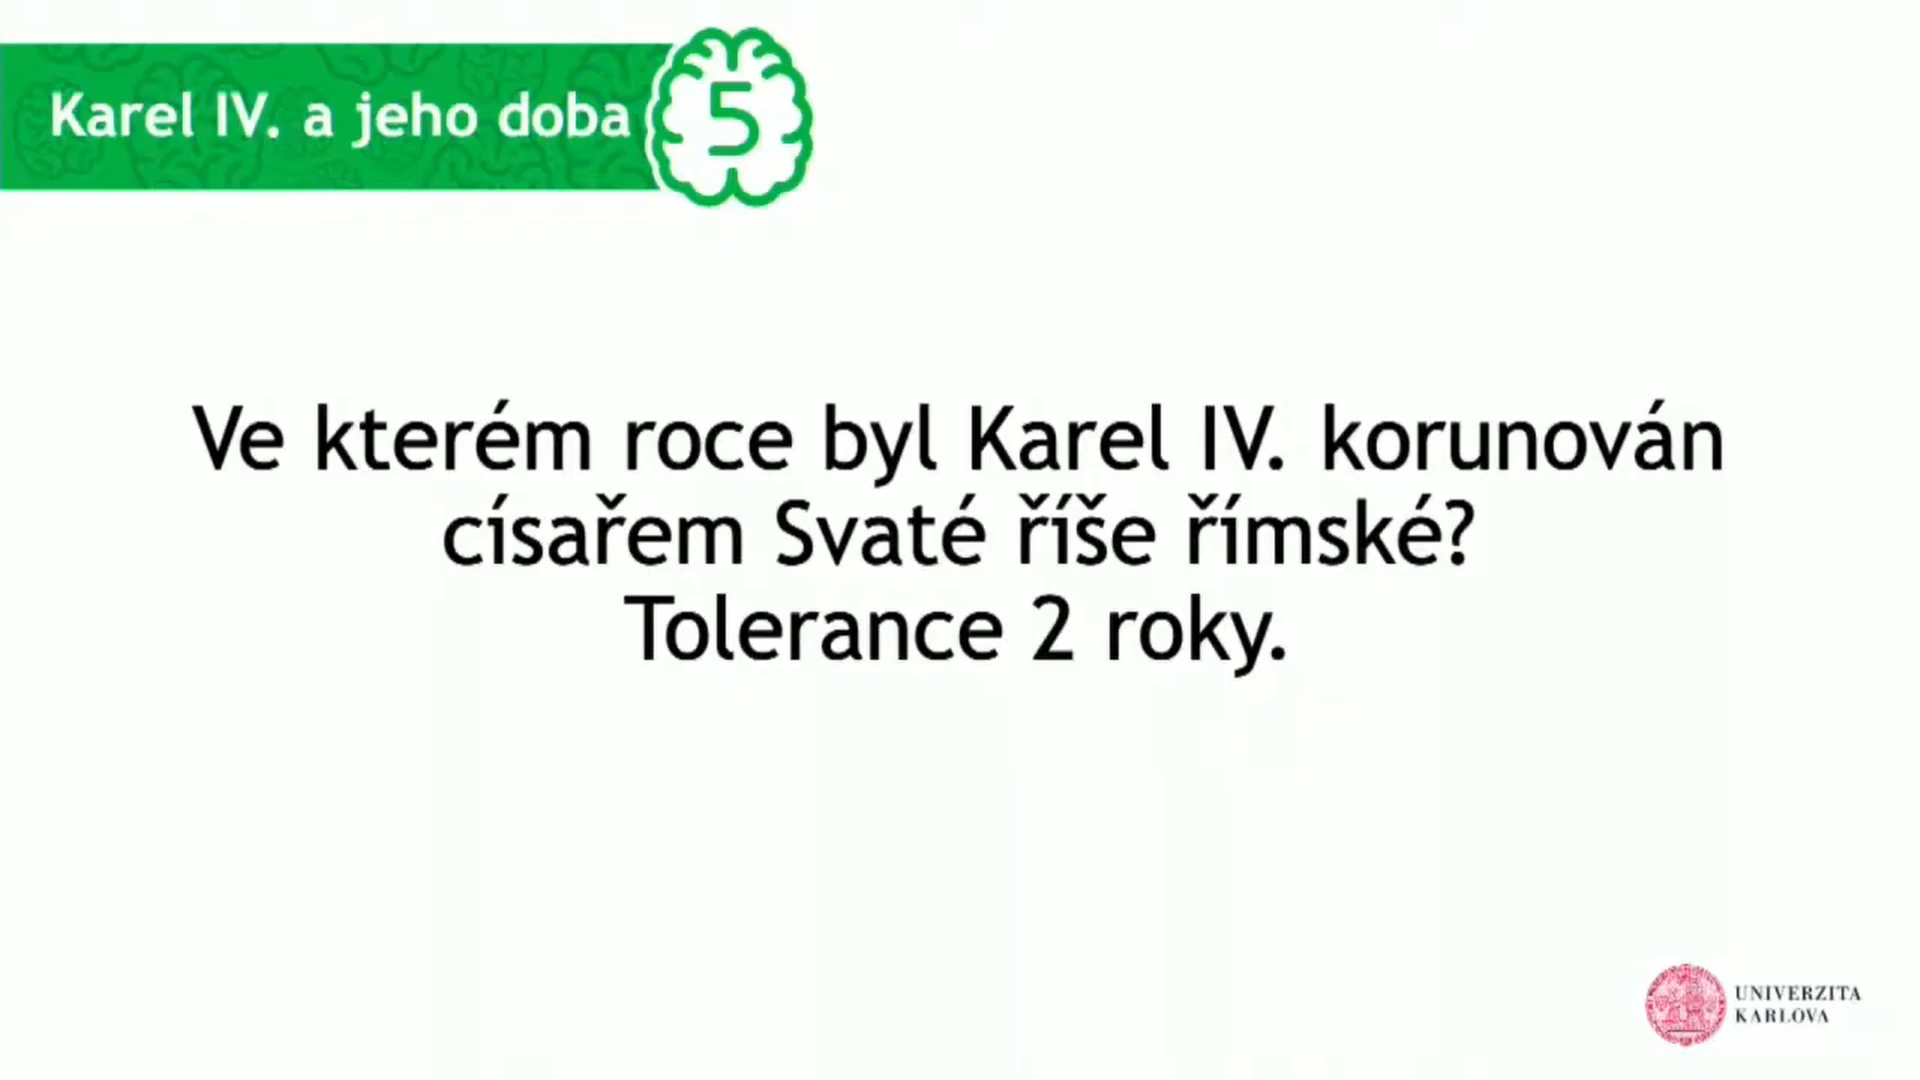 Karel IV. a jeho doba
5
Ve kterém roce byl Karel IV. korunován
císařem Svaté říše římské?
Tolerance 2 roky.
UNIVERZITA
KARLOVA